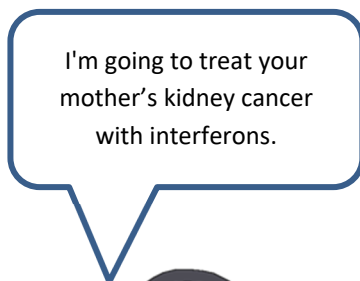 I'm going to treat your
mother’s kidney cancer
with interferons.